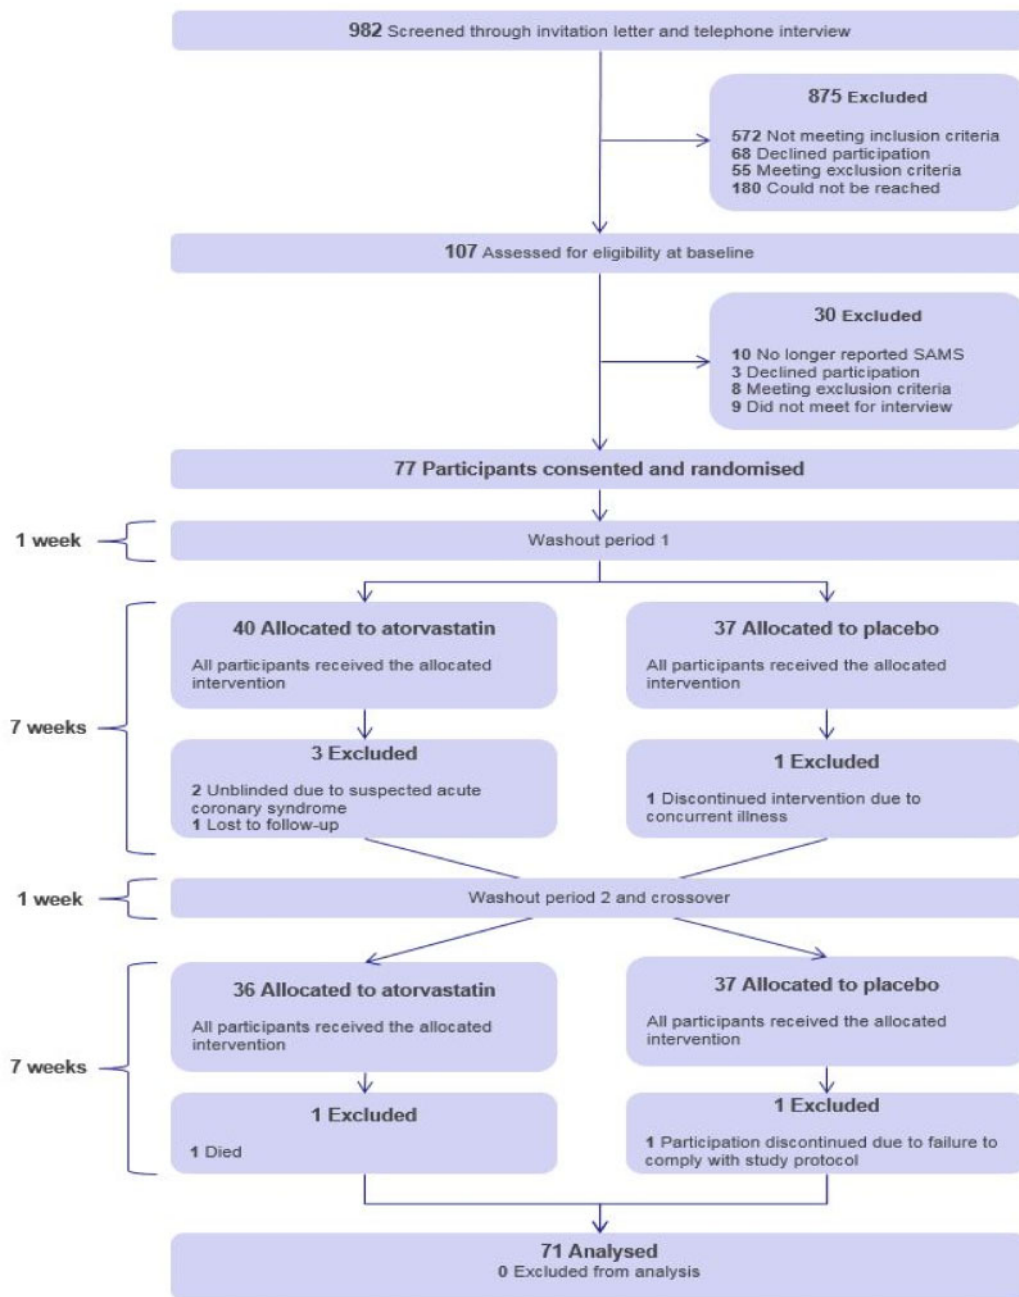 982 Screened through invitation letter and telephone interview
875 Excluded
572 Not meeting inclusion criteria
68 Declined participation
55 Meeting exclusion criteria
180 Could not be reached
107 Assessed for eligibility at baseline
30 Excluded
10 No longer reported SAMS
3 Declined participation
8 Meeting exclusion criteria
9 Did not meet for interview
77 Participants consented and randomised
1 week
Washout period 1
7 weeks
40 Allocated to atorvastatin
All participants received the allocated
intervention
37 Allocated to placebo
All participants received the allocated
intervention
3 Excluded
2 Unblinded due to suspected acute
coronary syndrome
1 Lost to follow-up
1 Excluded
1 Discontinued intervention due to
concurrent illness
1 week
Washout period 2 and crossover
7 weeks
36 Allocated to atorvastatin
All participants received the allocated
intervention
37 Allocated to placebo
All participants received the allocated
intervention
1 Excluded
1 Died
1 Excluded
1 Participation discontinued due to failure to
comply with study protocol
71 Analysed
0 Excluded from analysis